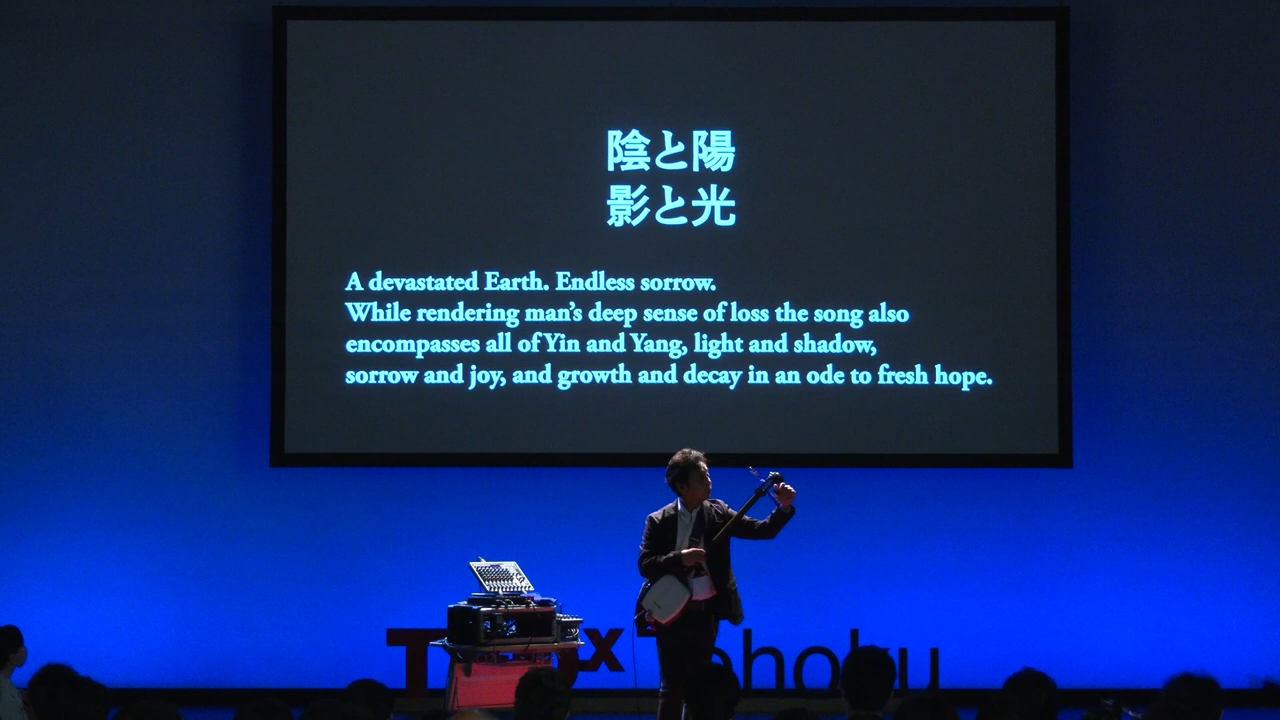 陰と陽
影と光
A devastated Earth. Endless sorrow.
While rendering man's deep sense of loss the song also
encompasses all of Yin and Yang, light and shadow,
sorrow and joy, and growth and decay in an ode to fresh hope.
TEDx Tohoku